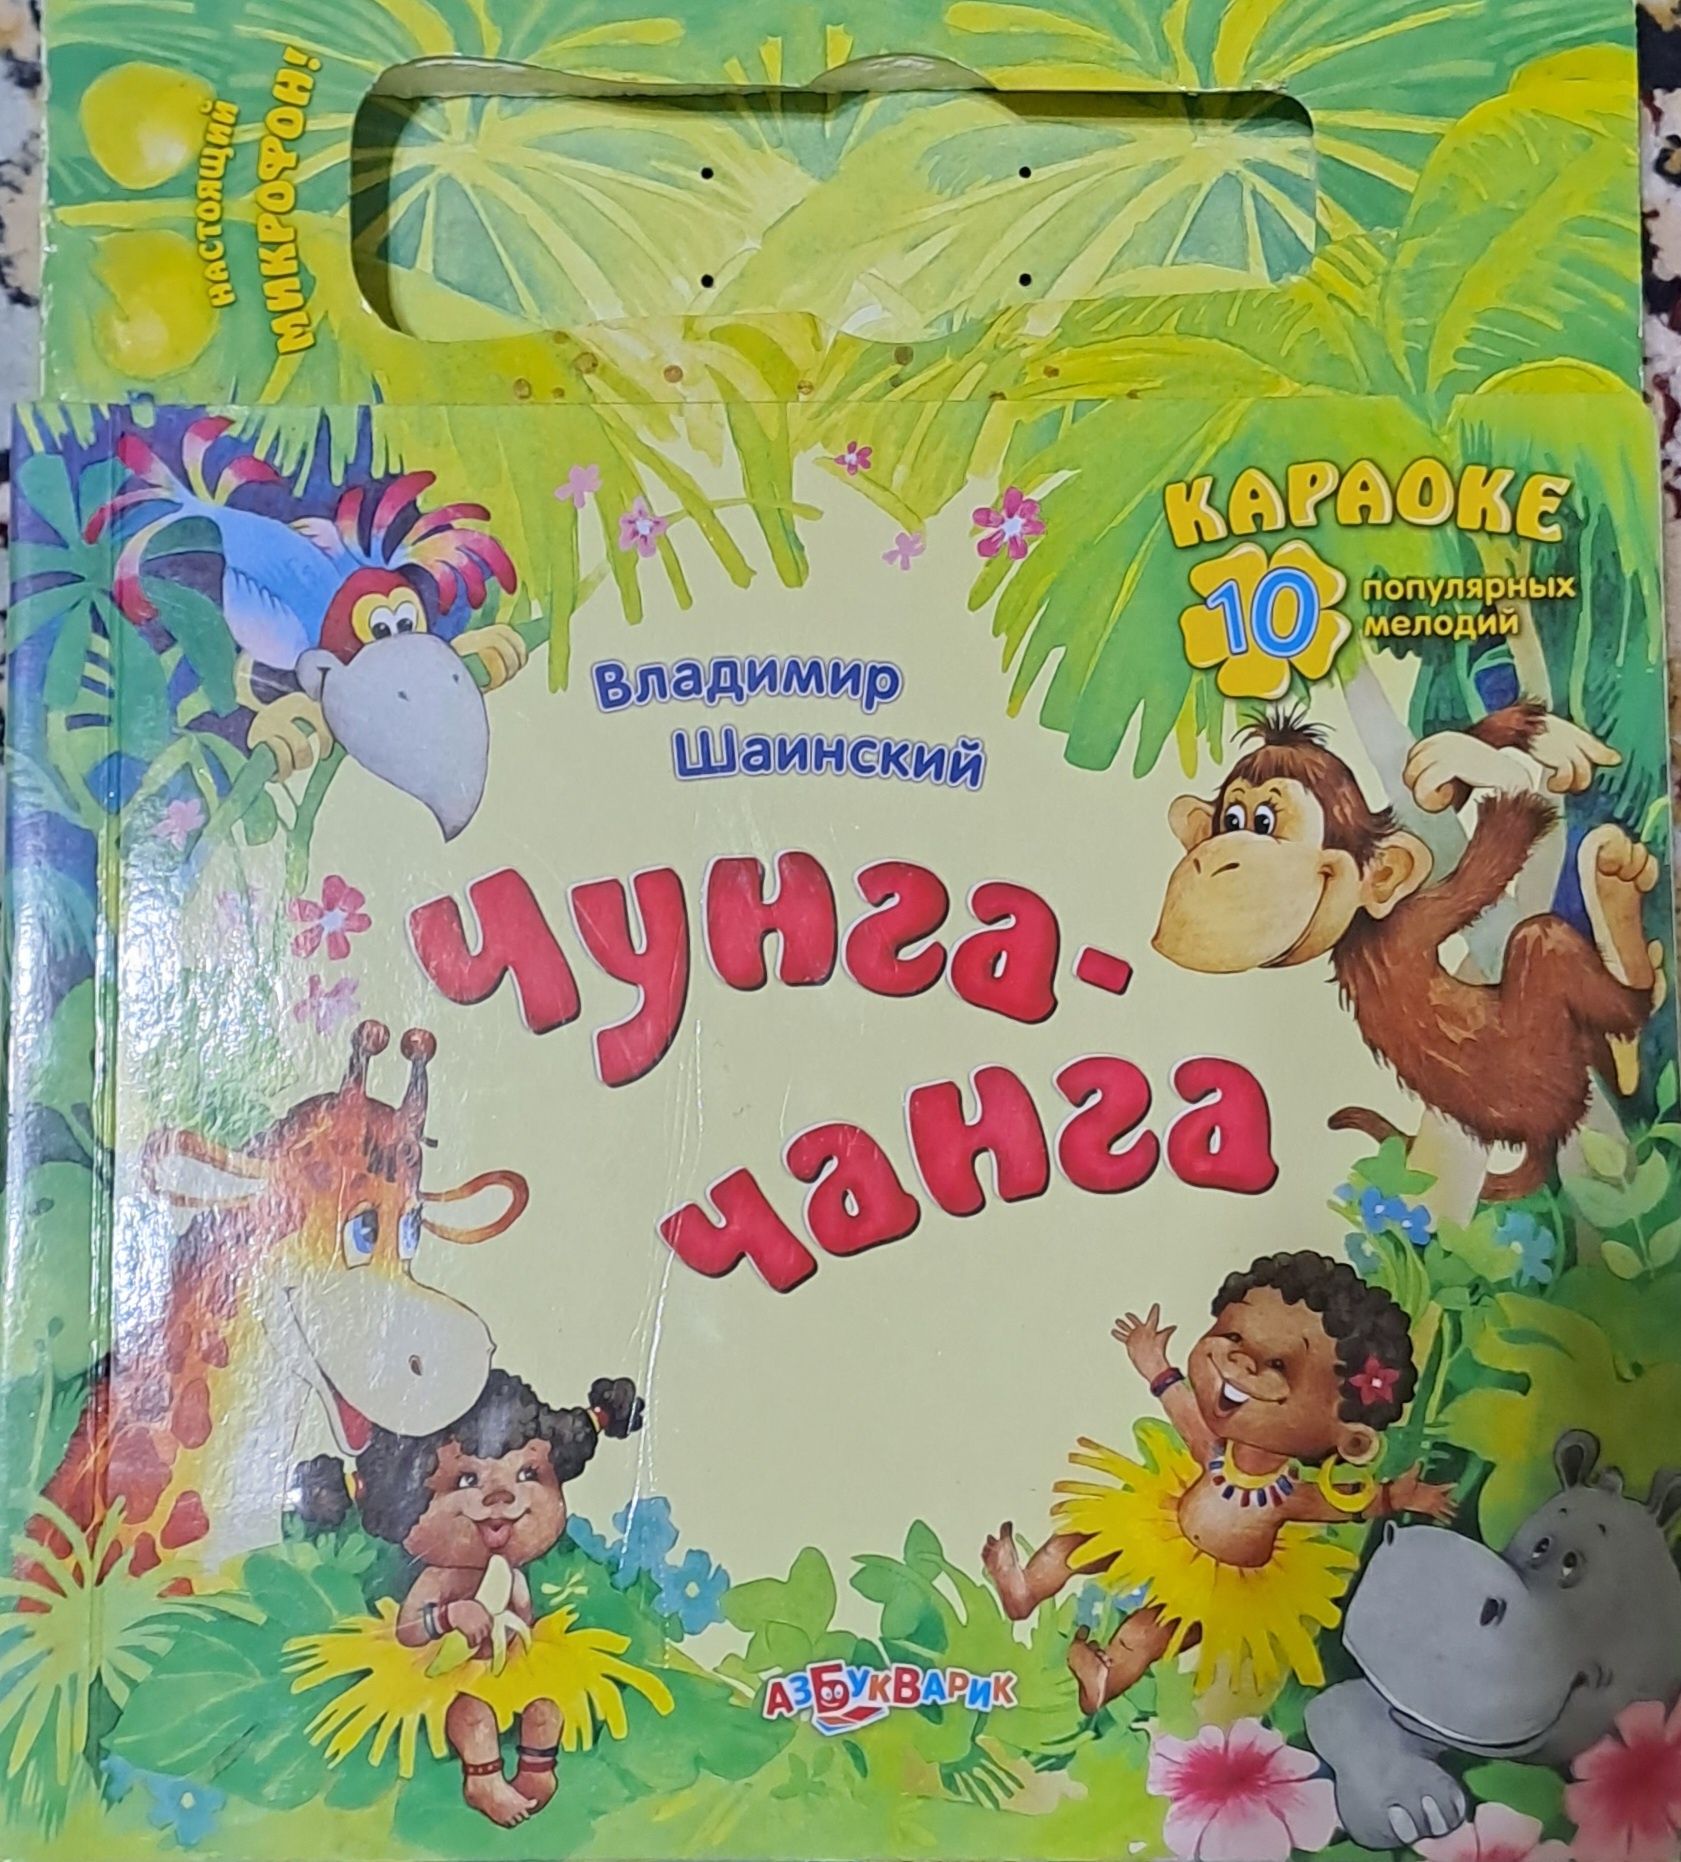 НАСТОЯЩИЙ
МИКРОФОН!
КАРАОКЕ
10
популярных
мелодий
Владимир
Шаинский
Чунга-
чанга
АЗБУКВАРИК